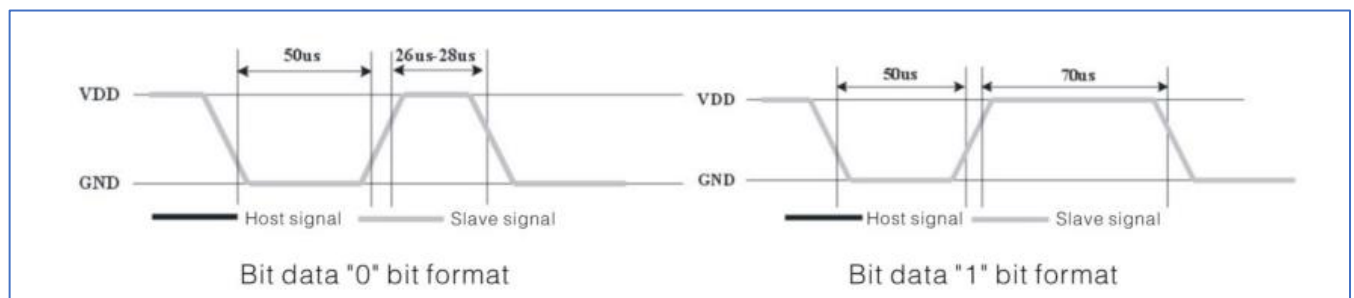 50us 26us-28us
VDD
GND
Host signal Slave signal
Bit data "0" bit format
50us 70us
VDD
GND
Host signal Slave signal
Bit data "1" bit format